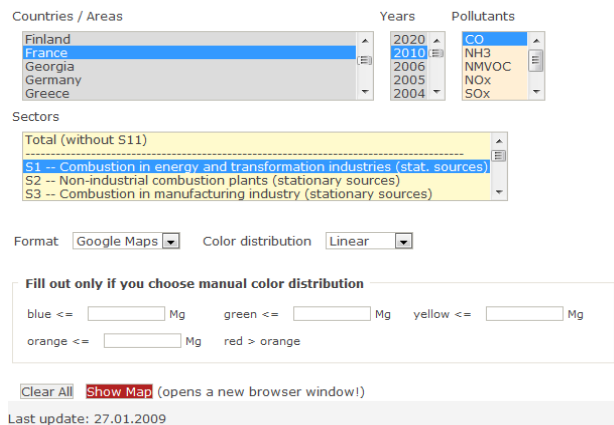 Countries / Areas Years Pollutants
Finland 2020 CO
France 2010 NH3
Georgia 2006 NMVOC
Germany 2005 NOx
Greece 2004 SOx
Sectors
Total (without S11)
--------------------------------------------------------------------------------
S1 -- Combustion in energy and transformation industries (stat. sources)
S2 -- Non-industrial combustion plants (stationary sources)
S3 -- Combustion in manufacturing industry (stationary sources)
Format Google Maps Color distribution Linear
Fill out only if you choose manual color distribution
blue <= Mg green <= Mg yellow <= Mg
orange <= Mg red > orange
Clear All Show Map (opens a new browser window!)
Last update: 27.01.2009